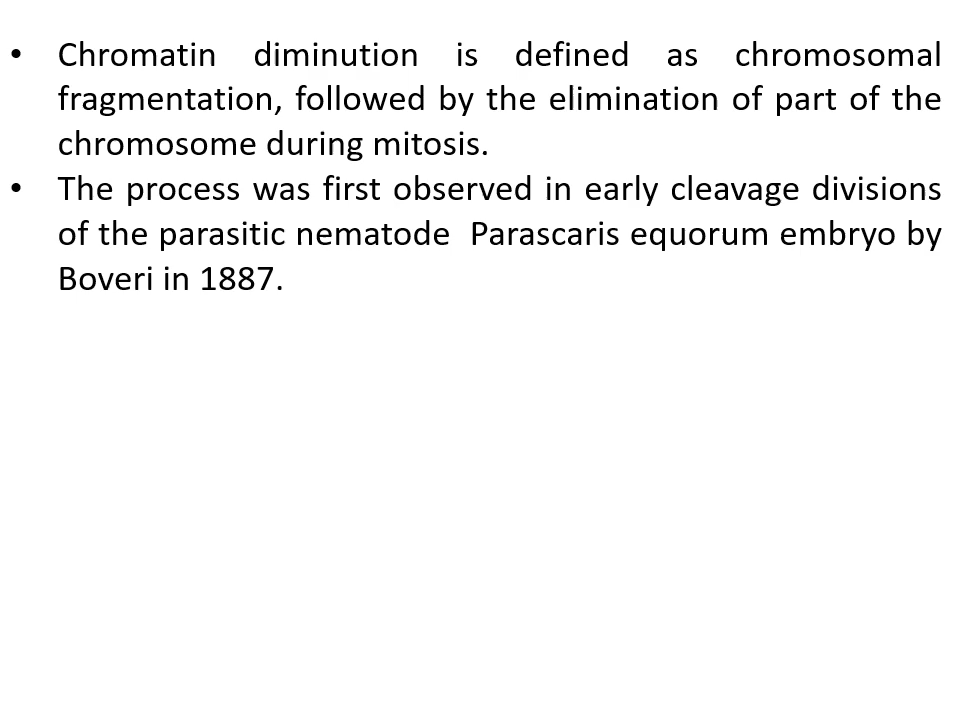 • Chromatin diminution is defined as chromosomal
fragmentation, followed by the elimination of part of the
chromosome during mitosis.
• The process was first observed in early cleavage divisions
of the parasitic nematode  Parascaris equorum embryo by
Boveri in 1887.